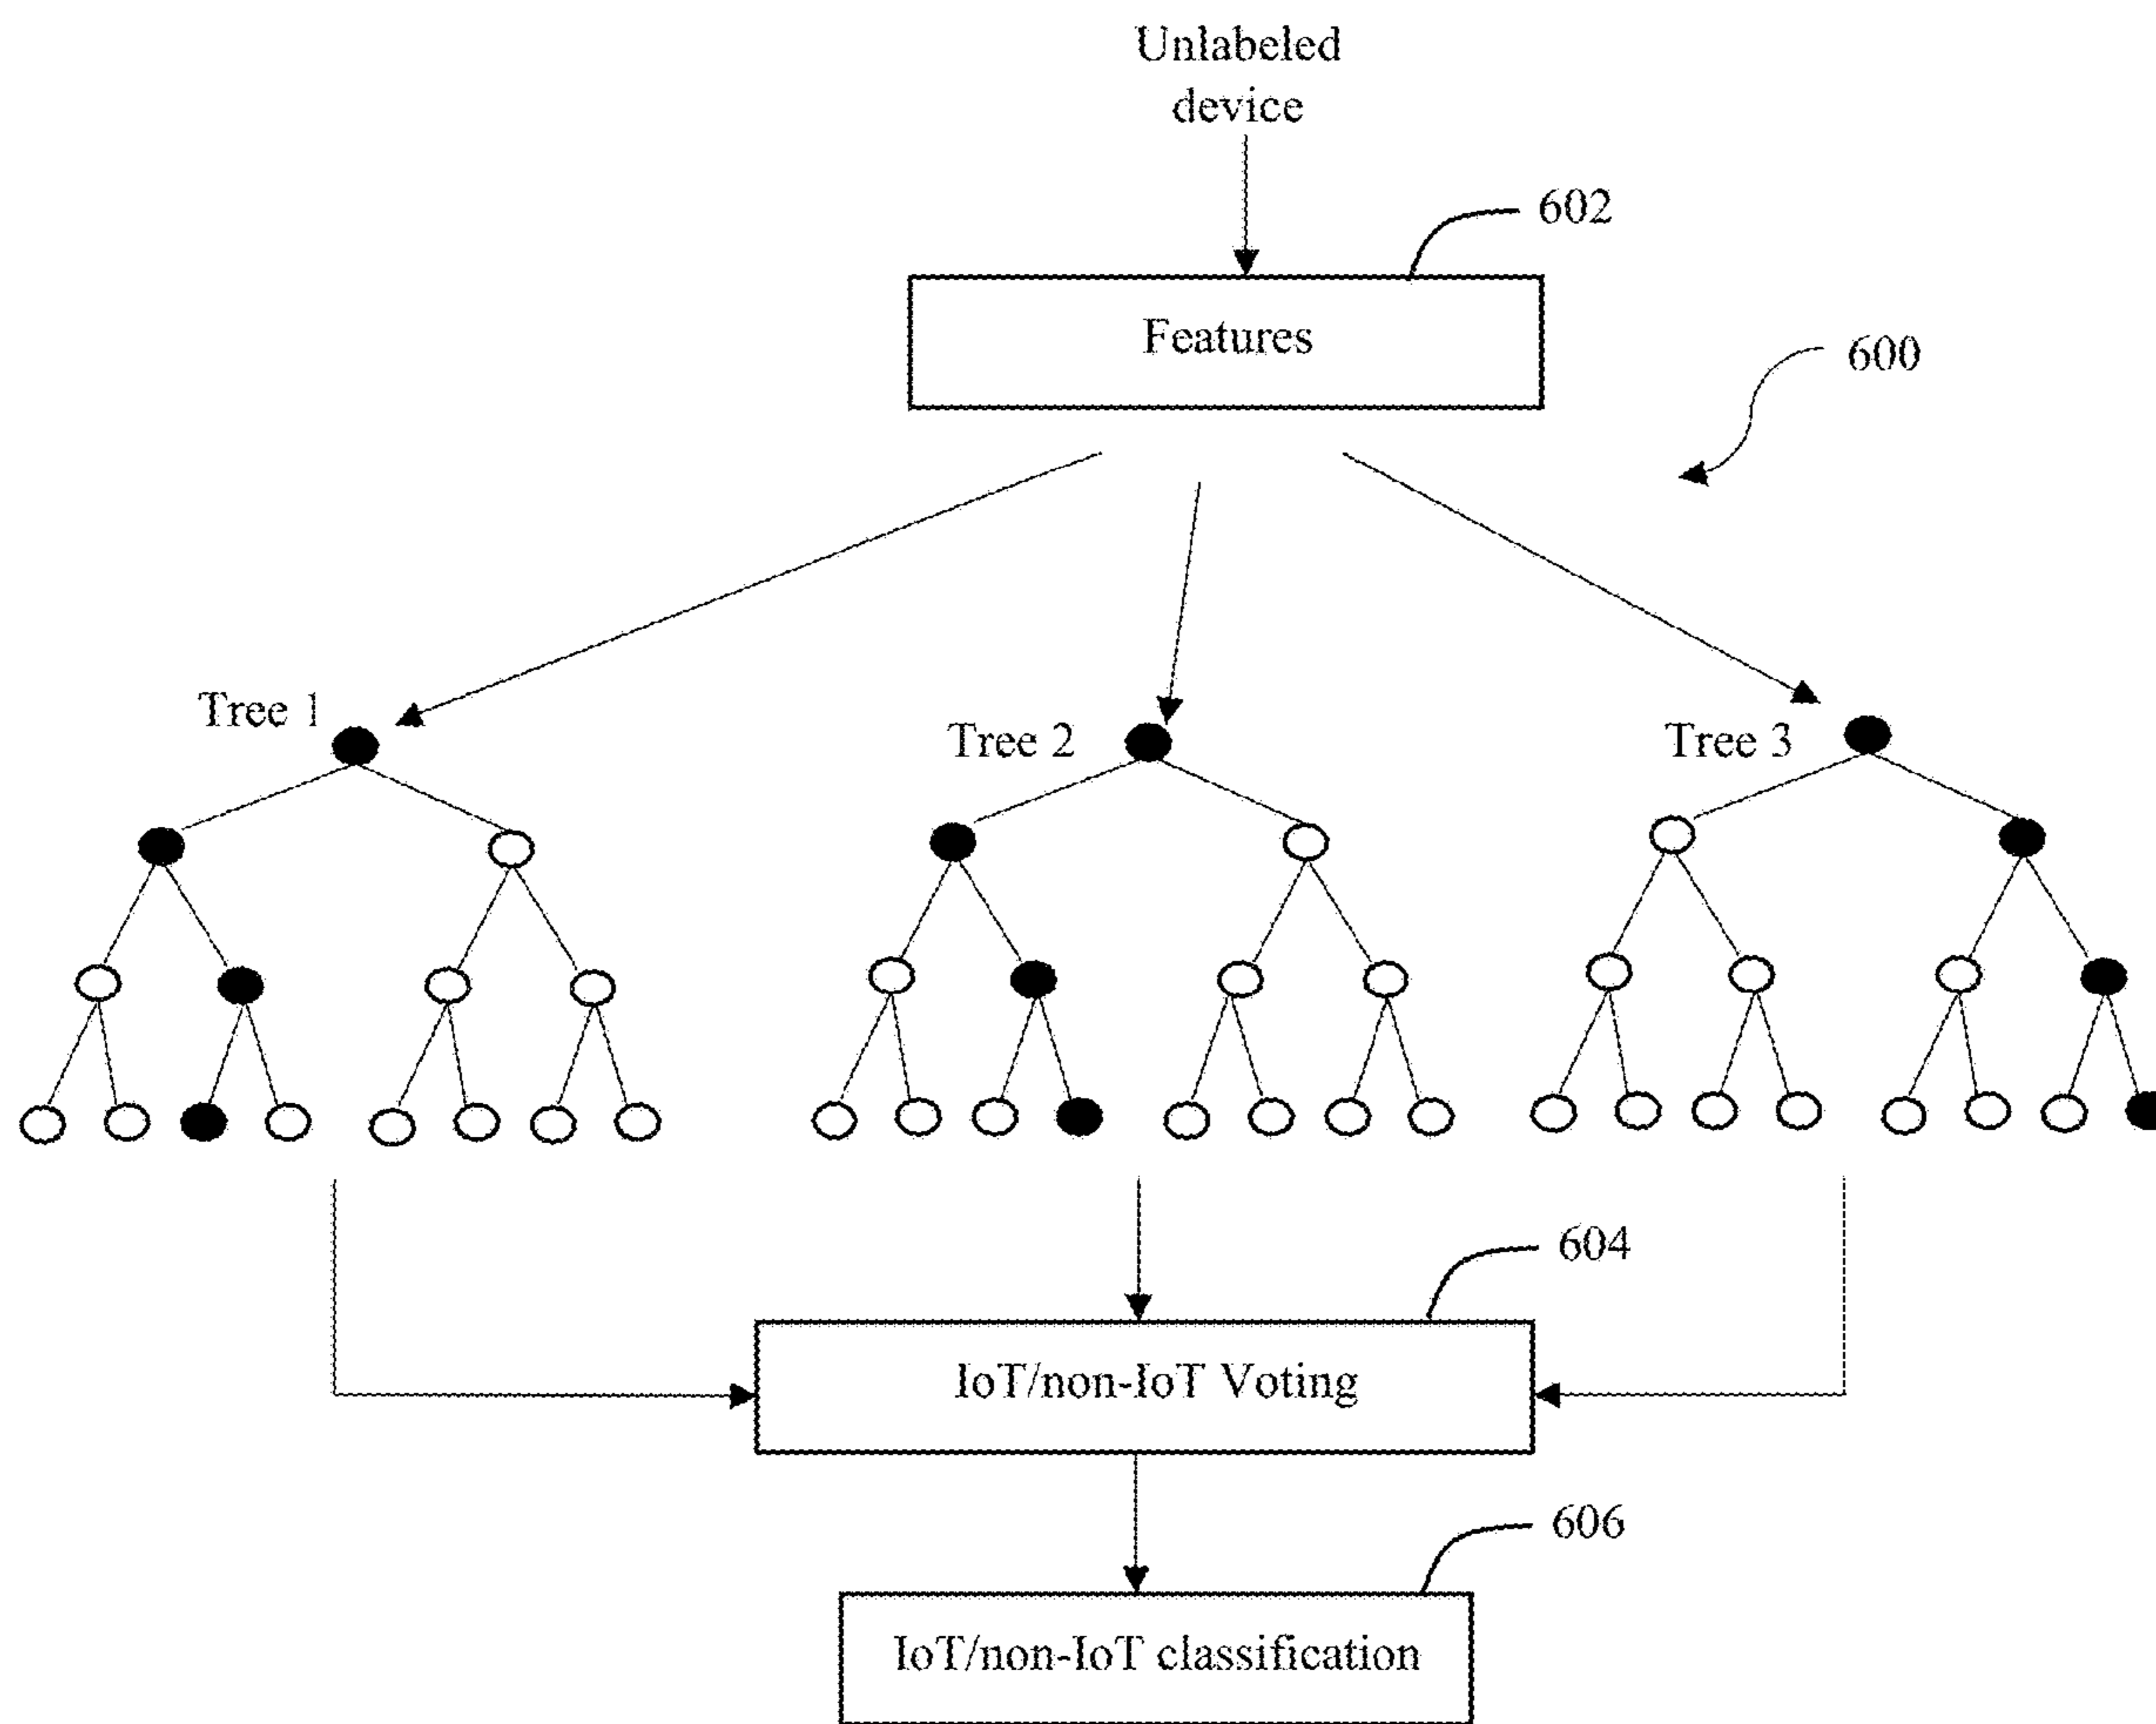 Unlabeled
device
602
Features
600
Tree 1
Tree 2
Tree 3
604
IoT/non-IoT Voting
606
IoT/non-IoT classification